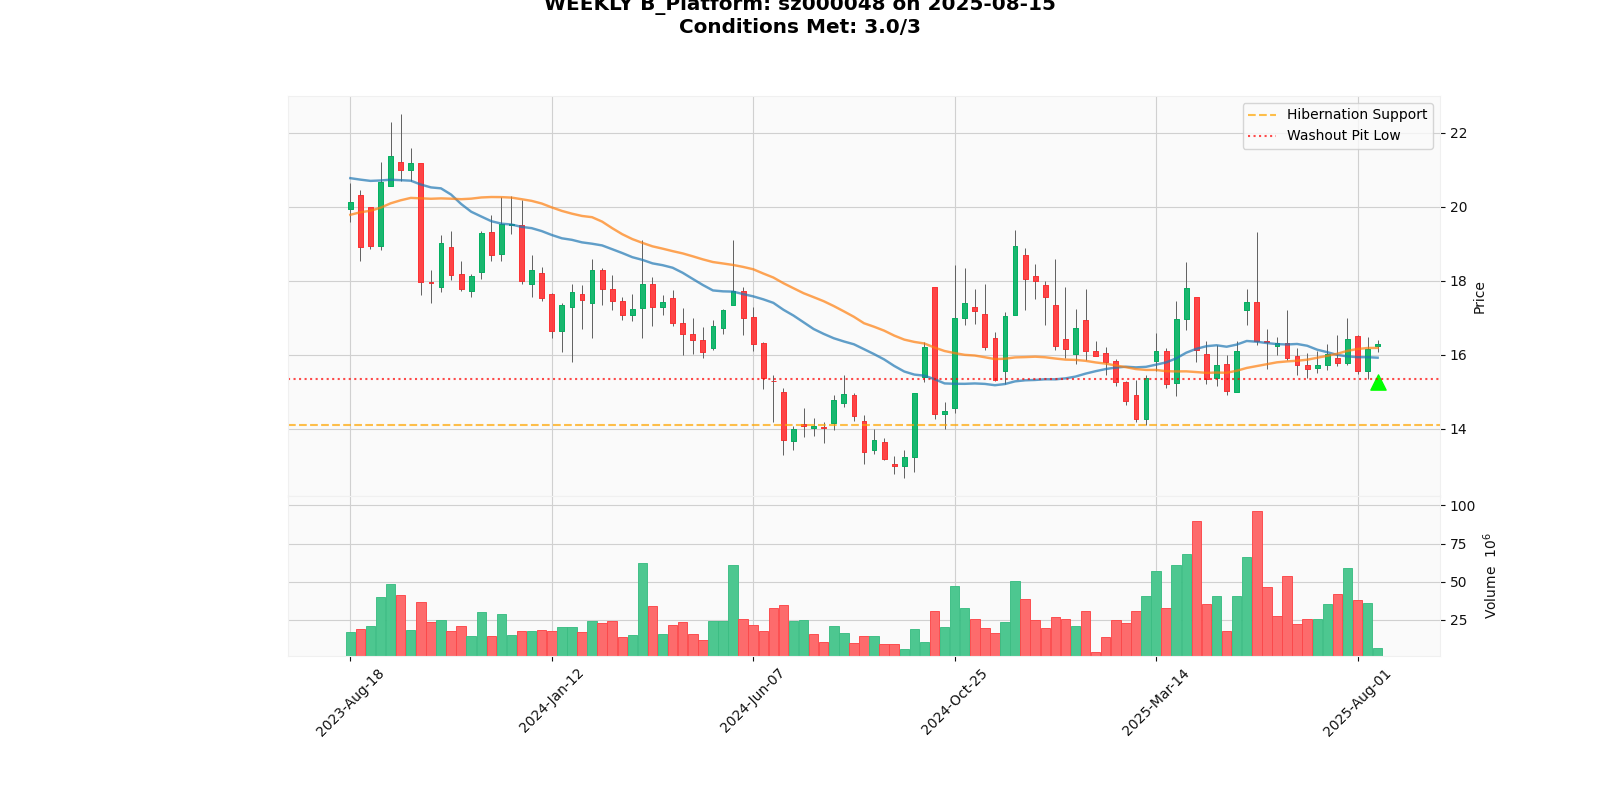 WEEKLY B_Platform: sz000048 on 2025-08-15
Conditions Met: 3.0/3
Hibernation Support
Washout Pit Low
22
20
18
16
14
Price
100
75
50
25
Volume 10⁶
2023-Aug-18
2024-Jan-12
2024-Jun-07
2024-Oct-25
2025-Mar-14
2025-Aug-01